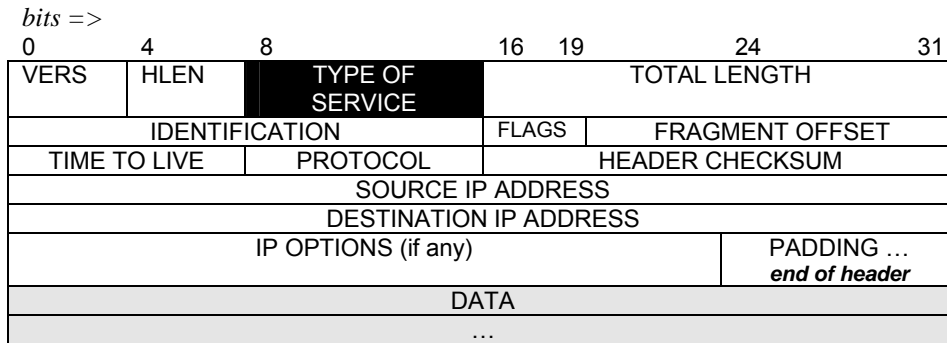 bits =>
0 4 8 16 19 24 31
VERS HLEN TYPE OF SERVICE TOTAL LENGTH
IDENTIFICATION FLAGS FRAGMENT OFFSET
TIME TO LIVE PROTOCOL HEADER CHECKSUM
SOURCE IP ADDRESS
DESTINATION IP ADDRESS
IP OPTIONS (if any) PADDING …
end of header
DATA
…